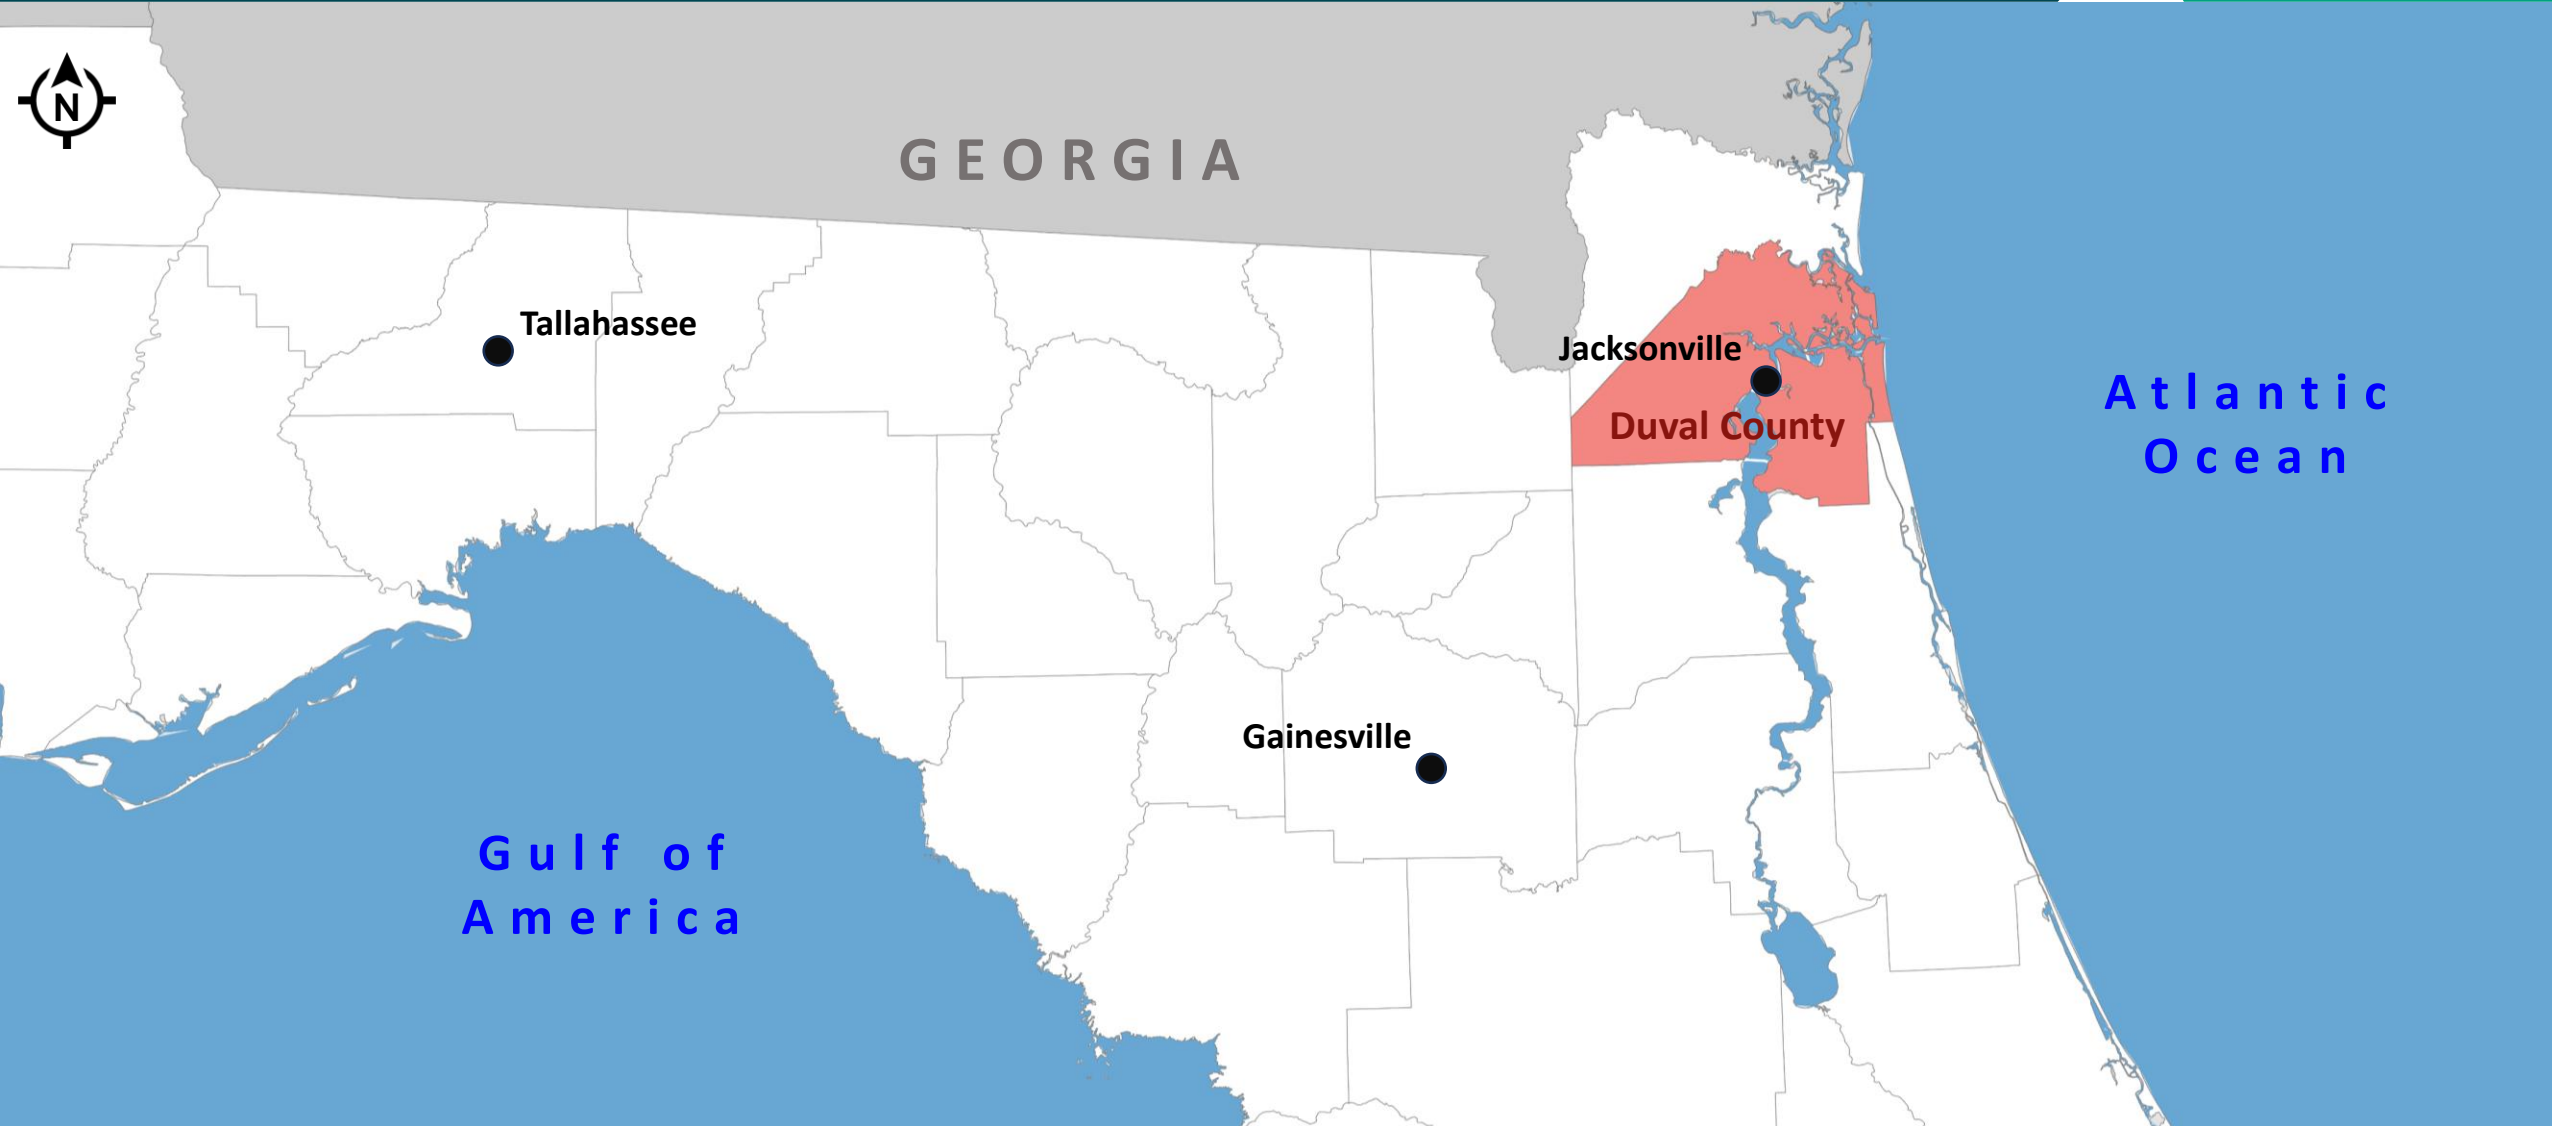 N
GEORGIA
Tallahassee
Jacksonville
Duval County
Atlantic
Ocean
Gainesville
Gulf of
America